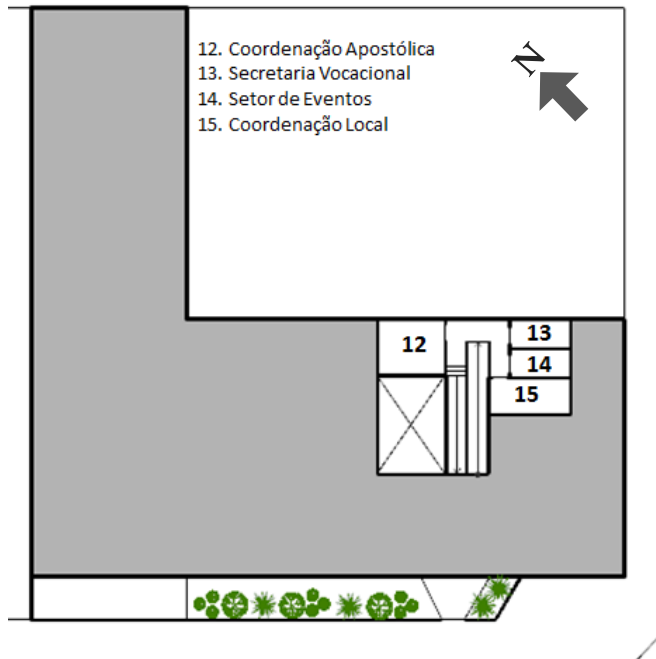 12. Coordenação Apostólica
13. Secretaria Vocacional
14. Setor de Eventos
15. Coordenação Local
N
12
13
14
15